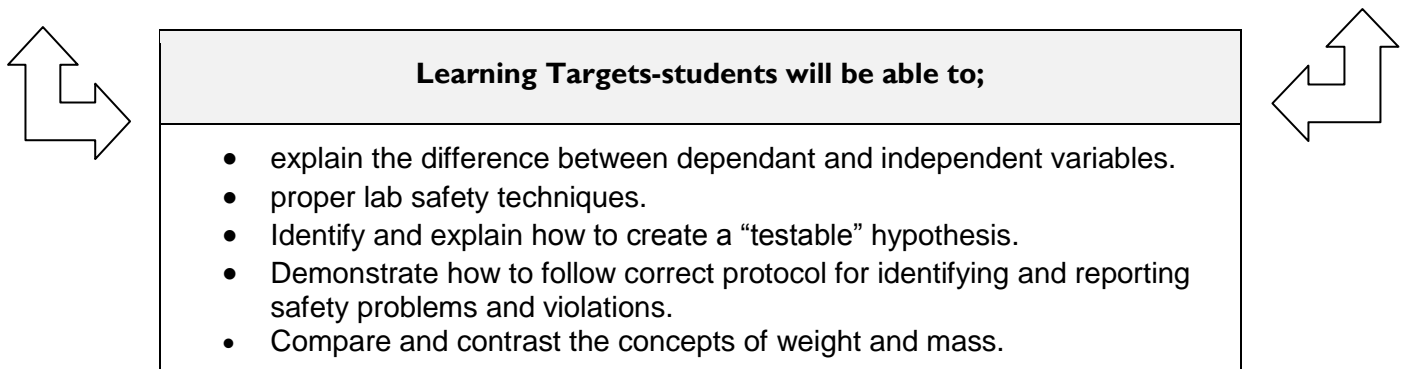 Learning Targets-students will be able to;
• explain the difference between dependant and independent variables.
• proper lab safety techniques.
• Identify and explain how to create a “testable” hypothesis.
• Demonstrate how to follow correct protocol for identifying and reporting
safety problems and violations.
• Compare and contrast the concepts of weight and mass.